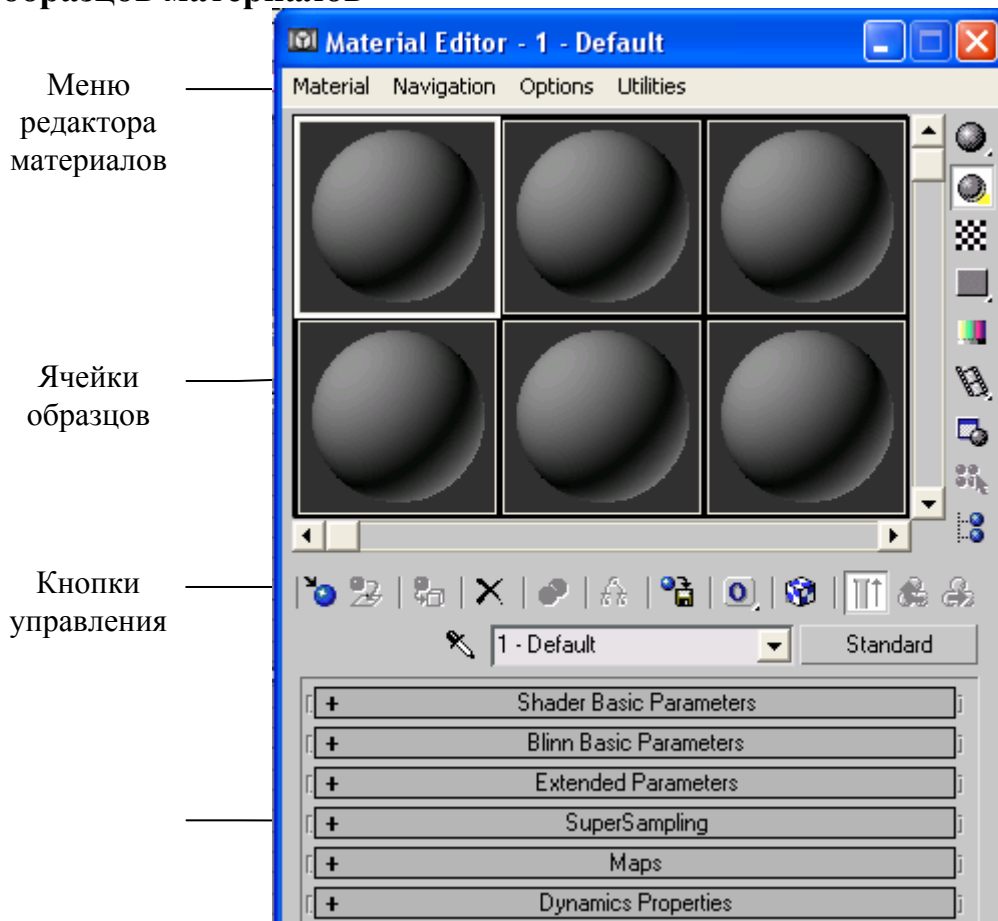 образцов материалов
Material Editor - 1 - Default
Меню
редактора
материалов
Material Navigation Options Utilities
Ячейки
образцов
Кнопки
управления
1 - Default
Standard
+ Shader Basic Parameters
+ Blinn Basic Parameters
+ Extended Parameters
+ SuperSampling
+ Maps
+ Dynamics Properties